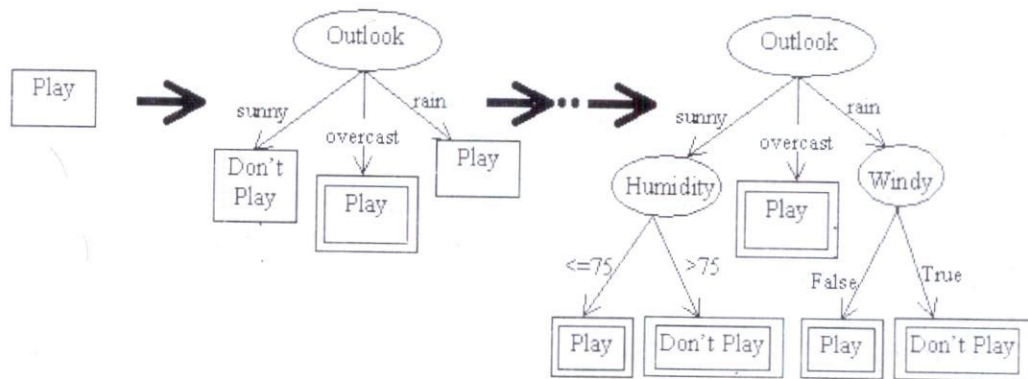 Play
Outlook
sunny
overcast
rain
Don't
Play
Play
Play
Outlook
sunny
overcast
rain
Humidity
Play
Windy
<=75
>75
False
True
Play
Don't Play
Play
Don't Play